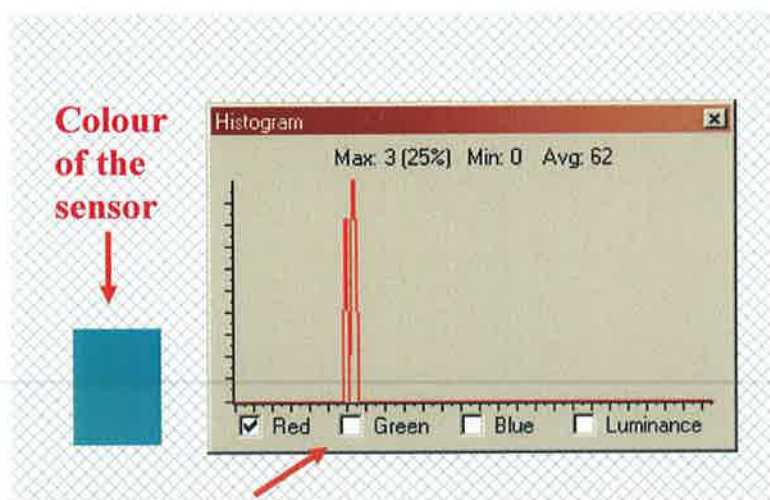 Colour
of the
sensor
Histogram
Max: 3 (25%) Min: 0 Avg: 62
Red Green Blue Luminance